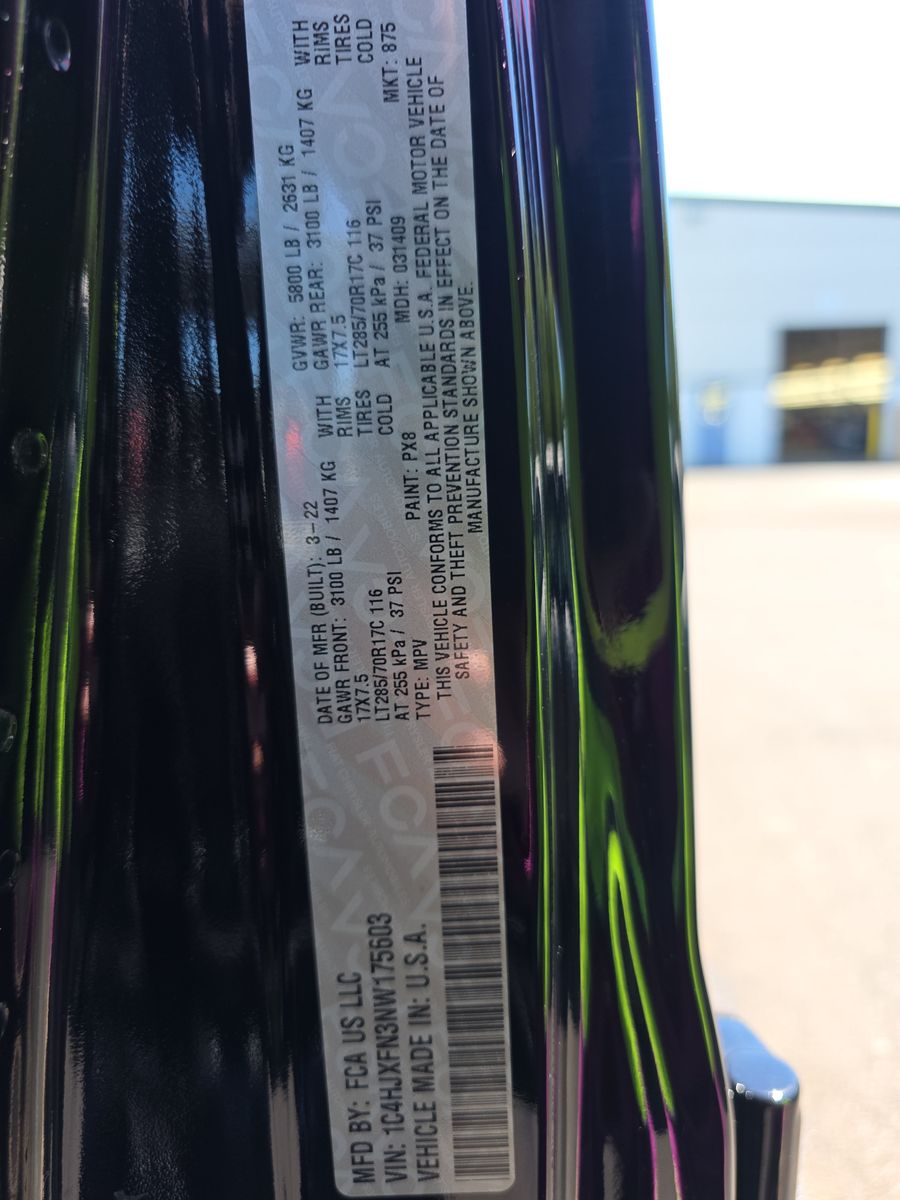 MFD BY: FCA US LLC
VIN: 1C4HJXFN3NW175603
VEHICLE MADE IN: U.S.A.
DATE OF MFR (BUILT): 3-22
GVWR: 5800 LB / 2631 KG
GAWR FRONT: 3100 LB / 1407 KG WITH
GAWR REAR: 3100 LB / 1407 KG WITH
17X7.5 RIMS
17X7.5 RIMS
LT285/70R17C 116 TIRES
LT285/70R17C 116 TIRES
AT 255 kPa / 37 PSI COLD
AT 255 kPa / 37 PSI COLD
TYPE: MPV PAINT: PX8 MDH: 031409 MKT: 875
THIS VEHICLE CONFORMS TO ALL APPLICABLE U.S.A. FEDERAL MOTOR VEHICLE
SAFETY AND THEFT PREVENTION STANDARDS IN EFFECT ON THE DATE OF
MANUFACTURE SHOWN ABOVE.